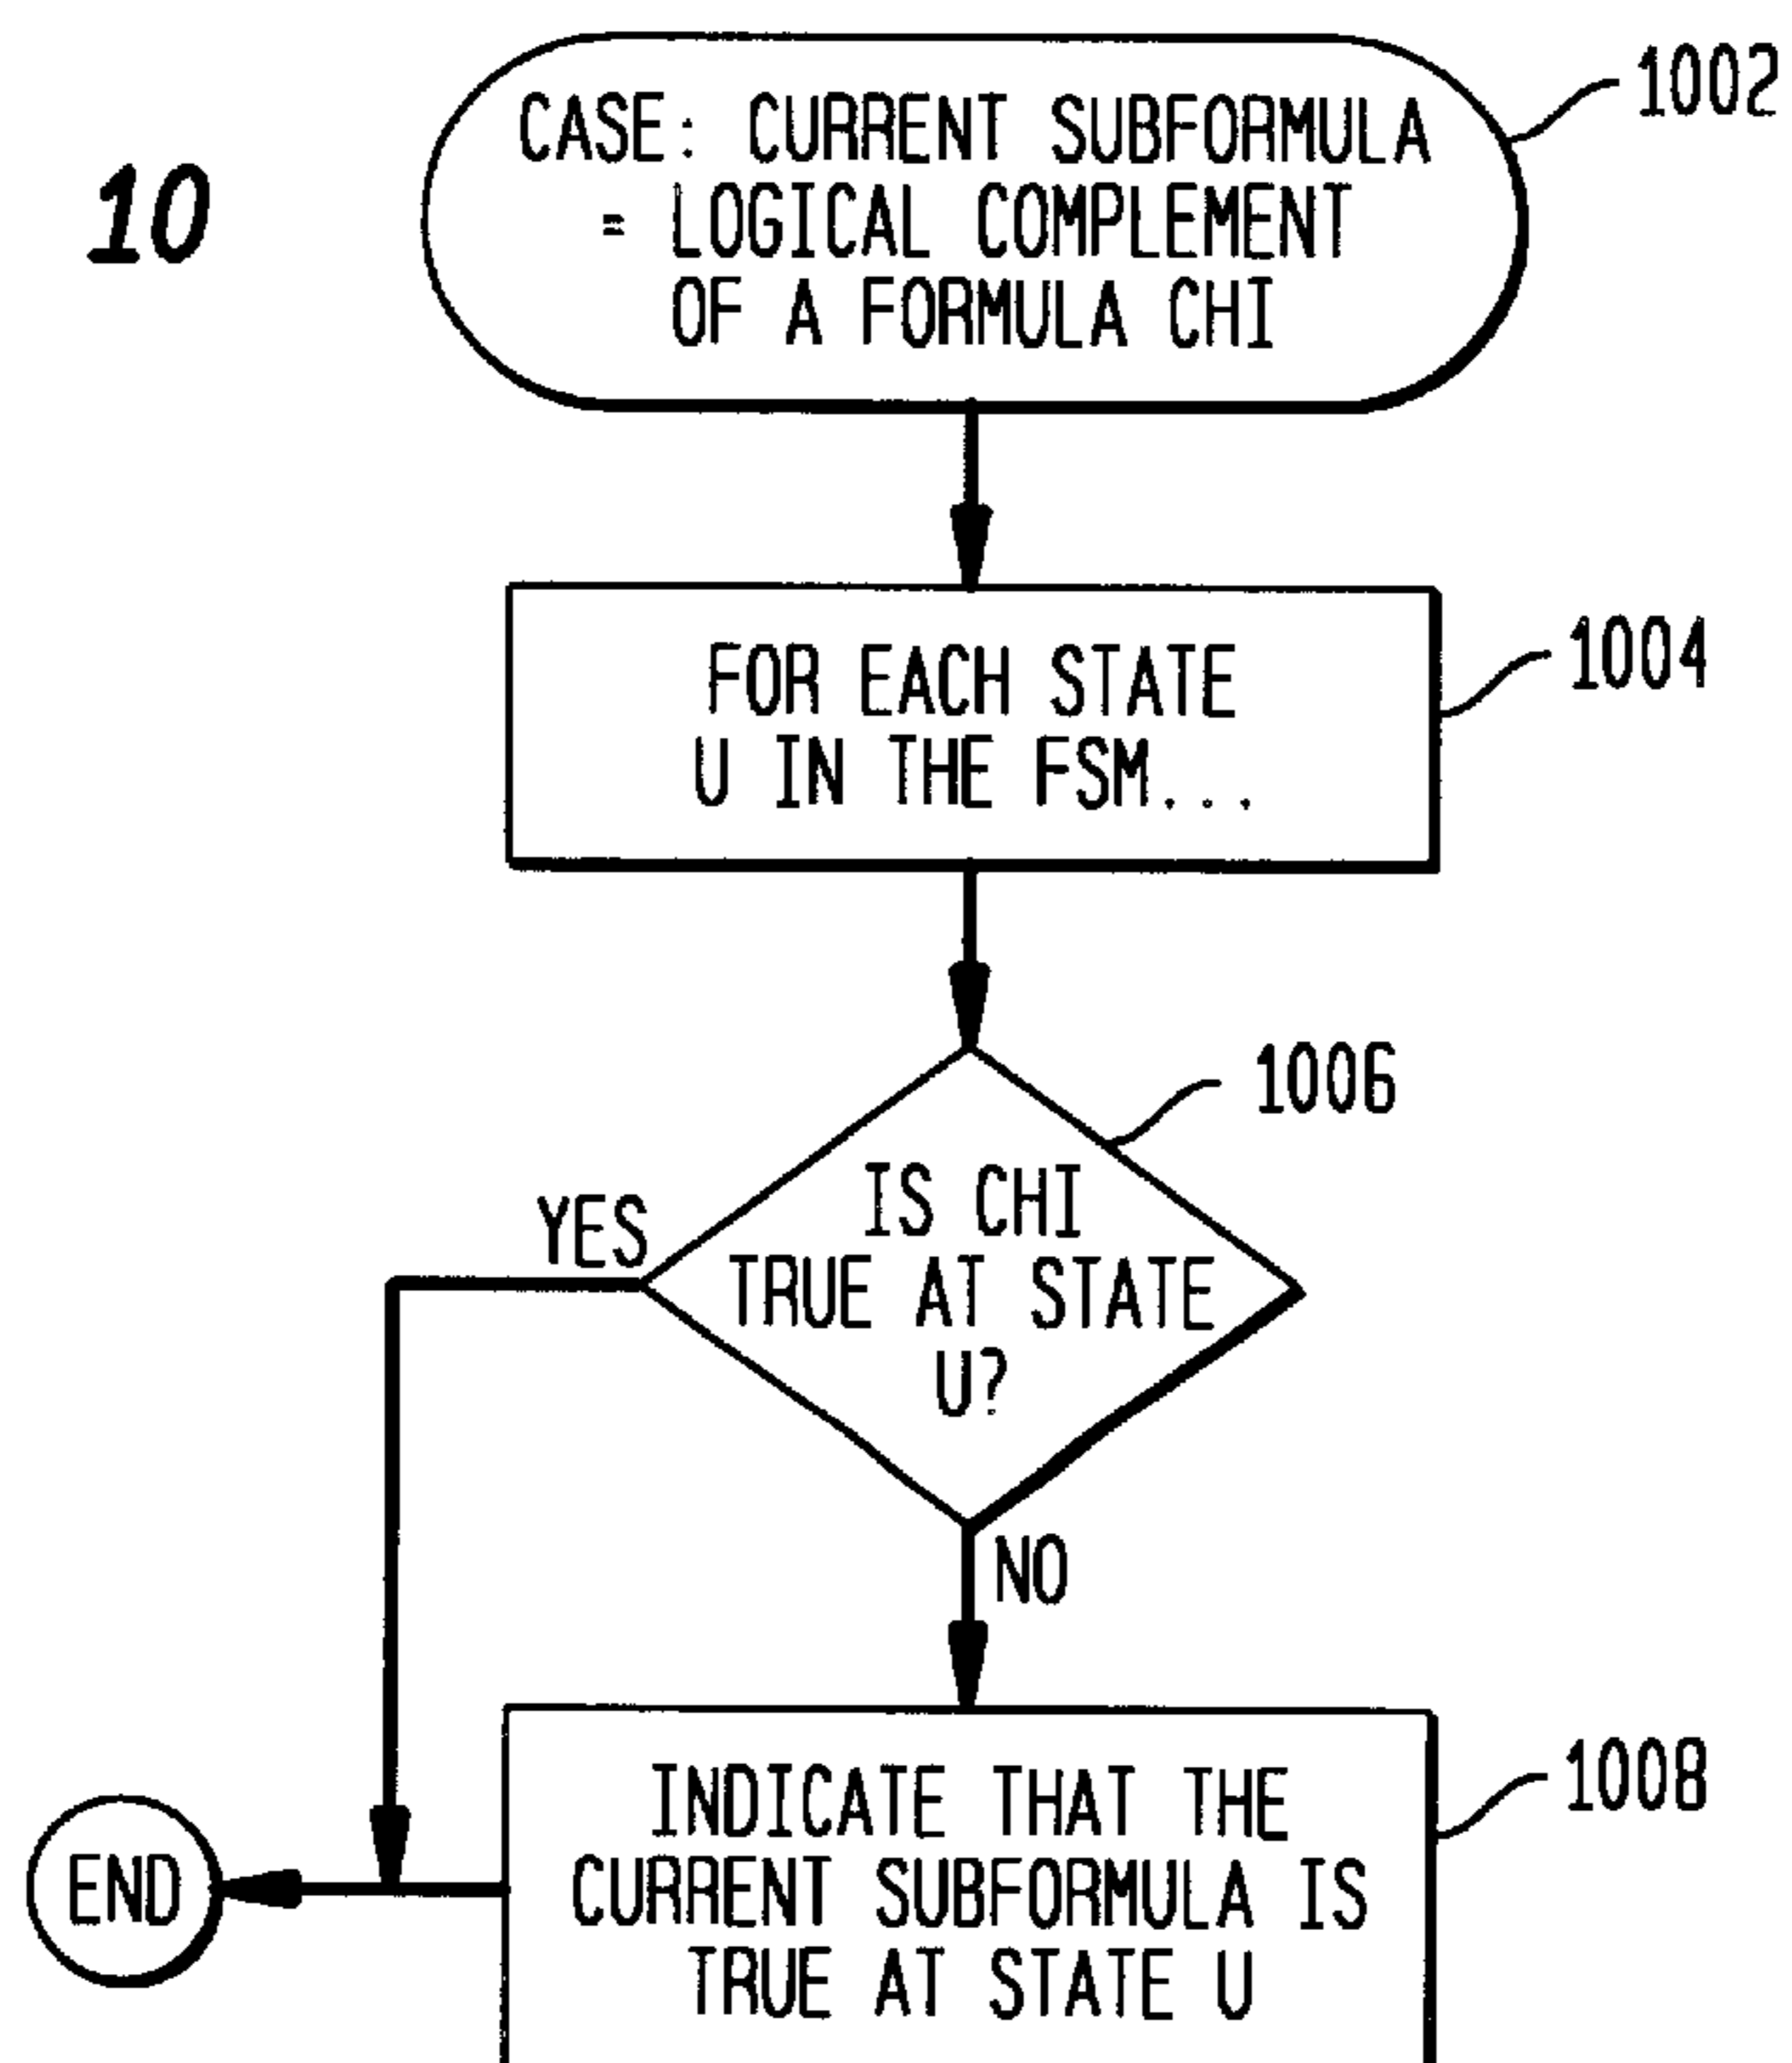 10
CASE: CURRENT SUBFORMULA
= LOGICAL COMPLEMENT
OF A FORMULA CHI
1002
FOR EACH STATE
U IN THE FSM...
1004
1006
IS CHI
TRUE AT STATE
U?
YES
NO
INDICATE THAT THE
CURRENT SUBFORMULA IS
TRUE AT STATE U
1008
END